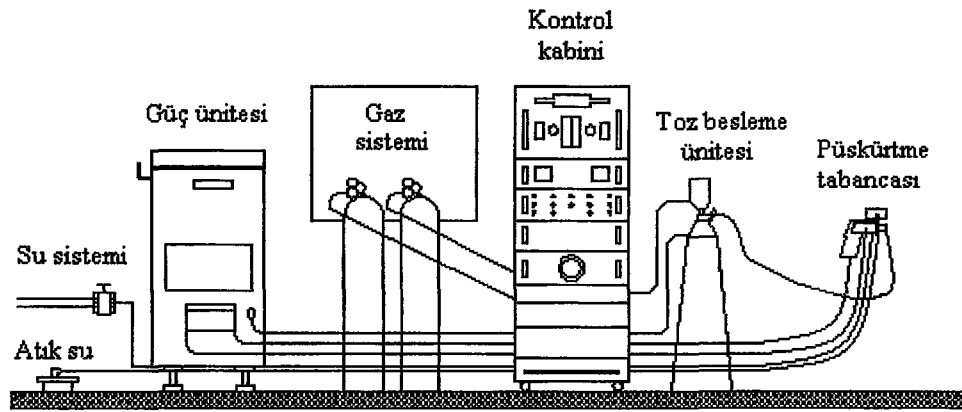 Kontrol
kabini
Güç ünitesi
Gaz
sistemi
Toz besleme
ünitesi
Püskürtme
tabancası
Su sistemi
Atık su